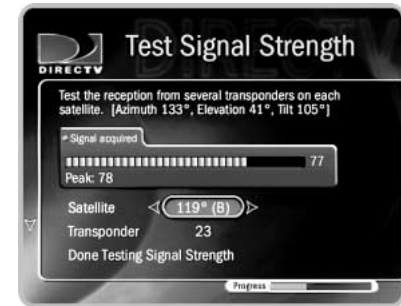 DIRECTV
Test Signal Strength
Test the reception from several transponders on each
satellite. [Azimuth 133°, Elevation 41°, Tilt 105°]
Signal acquired
77
Peak: 78
Satellite 119° (B)
Transponder 23
Done Testing Signal Strength
Progress